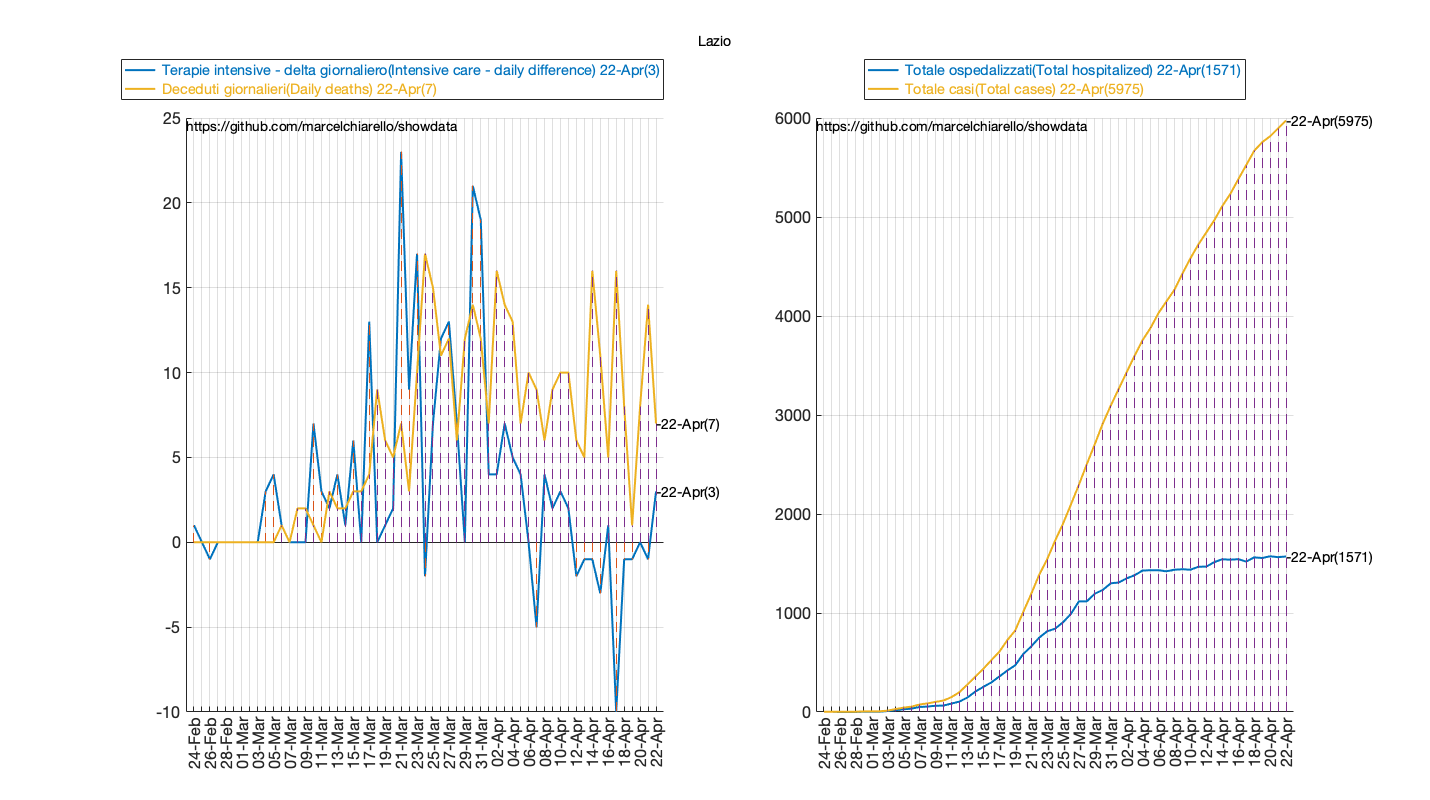 Lazio
Terapie intensive - delta giornaliero(Intensive care - daily difference) 22-Apr(3)
Deceduti giornalieri(Daily deaths) 22-Apr(7)
https://github.com/marcelchiarello/showdata
25
20
15
10
5
0
-5
-10
22-Apr(7)
22-Apr(3)
24-Feb
26-Feb
28-Feb
01-Mar
03-Mar
05-Mar
07-Mar
09-Mar
11-Mar
13-Mar
15-Mar
17-Mar
19-Mar
21-Mar
23-Mar
25-Mar
27-Mar
29-Mar
31-Mar
02-Apr
04-Apr
06-Apr
08-Apr
10-Apr
12-Apr
14-Apr
16-Apr
18-Apr
20-Apr
22-Apr
Totale ospedalizzati(Total hospitalized) 22-Apr(1571)
Totale casi(Total cases) 22-Apr(5975)
https://github.com/marcelchiarello/showdata
6000
5000
4000
3000
2000
1000
0
22-Apr(5975)
22-Apr(1571)
24-Feb
26-Feb
28-Feb
01-Mar
03-Mar
05-Mar
07-Mar
09-Mar
11-Mar
13-Mar
15-Mar
17-Mar
19-Mar
21-Mar
23-Mar
25-Mar
27-Mar
29-Mar
31-Mar
02-Apr
04-Apr
06-Apr
08-Apr
10-Apr
12-Apr
14-Apr
16-Apr
18-Apr
20-Apr
22-Apr